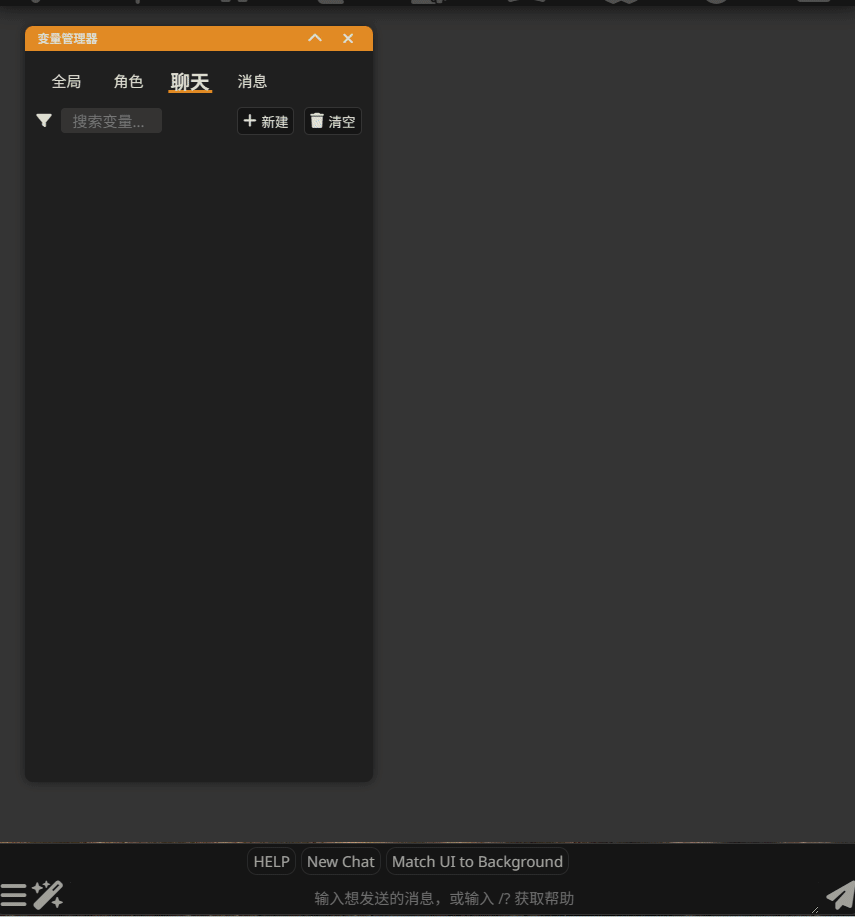 变量管理器
全局 角色 聊天 消息
搜索变量... 新建 清空
HELP New Chat Match UI to Background
输入想发送的消息，或输入 /? 获取帮助